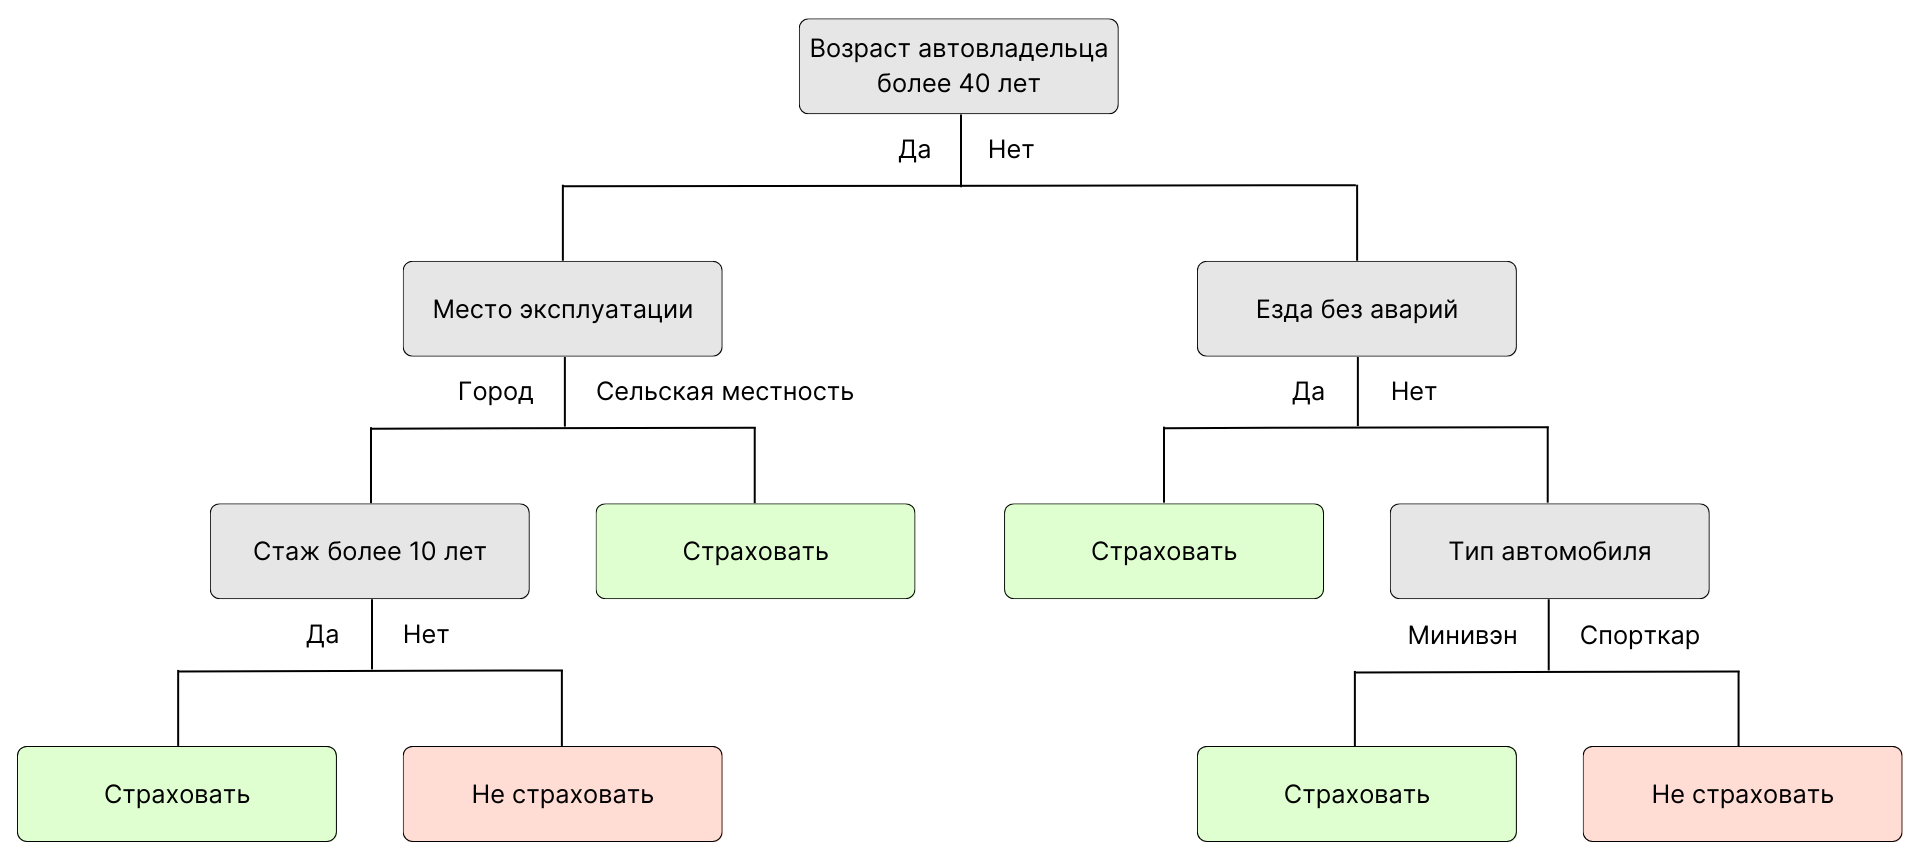 Возраст автовладельца
более 40 лет
Да
Нет
Место эксплуатации
Езда без аварий
Город
Сельская местность
Да
Нет
Стаж более 10 лет
Страховать
Страховать
Тип автомобиля
Да
Нет
Минивэн
Спорткар
Страховать
Не страховать
Страховать
Не страховать